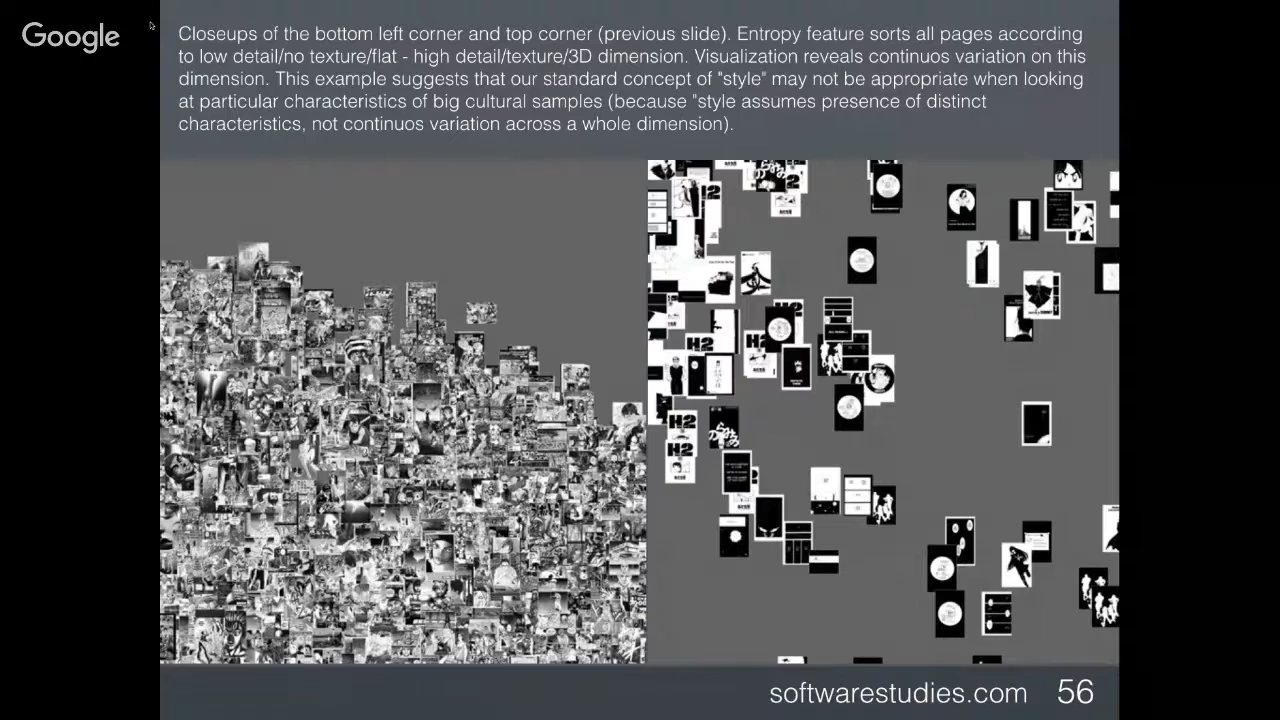 Google
Closeups of the bottom left corner and top corner (previous slide). Entropy feature sorts all pages according
to low detail/no texture/flat - high detail/texture/3D dimension. Visualization reveals continuos variation on this
dimension. This example suggests that our standard concept of "style" may not be appropriate when looking
at particular characteristics of big cultural samples (because "style assumes presence of distinct
characteristics, not continuos variation across a whole dimension).
H2
H2
H2
H2
H2
H2
softwarestudies.com 56